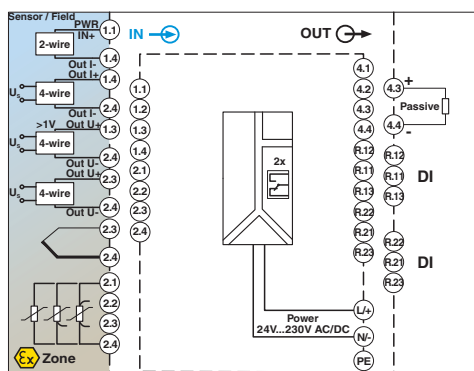 Sensor / Field
PWR
IN+
1.1
2-wire
Out I-
1.4
Out I+
1.4
Us
4-wire
Out I-
2.4
>1V
Out U+
1.3
Us
4-wire
Out U-
2.4
Out U+
2.3
Us
4-wire
Out U-
2.4
2.3
2.4
2.1
2.2
2.3
2.4
Ex
Zone
IN
OUT
1.1
1.2
1.3
1.4
2.1
2.2
2.3
2.4
2x
Power
24V...230V AC/DC
4.1
4.2
4.3
4.4
R.12
R.11
R.13
R.22
R.21
R.23
L/+
N/-
PE
4.3
+
Passive
4.4
-
R.12
R.11
DI
R.13
R.22
R.21
DI
R.23